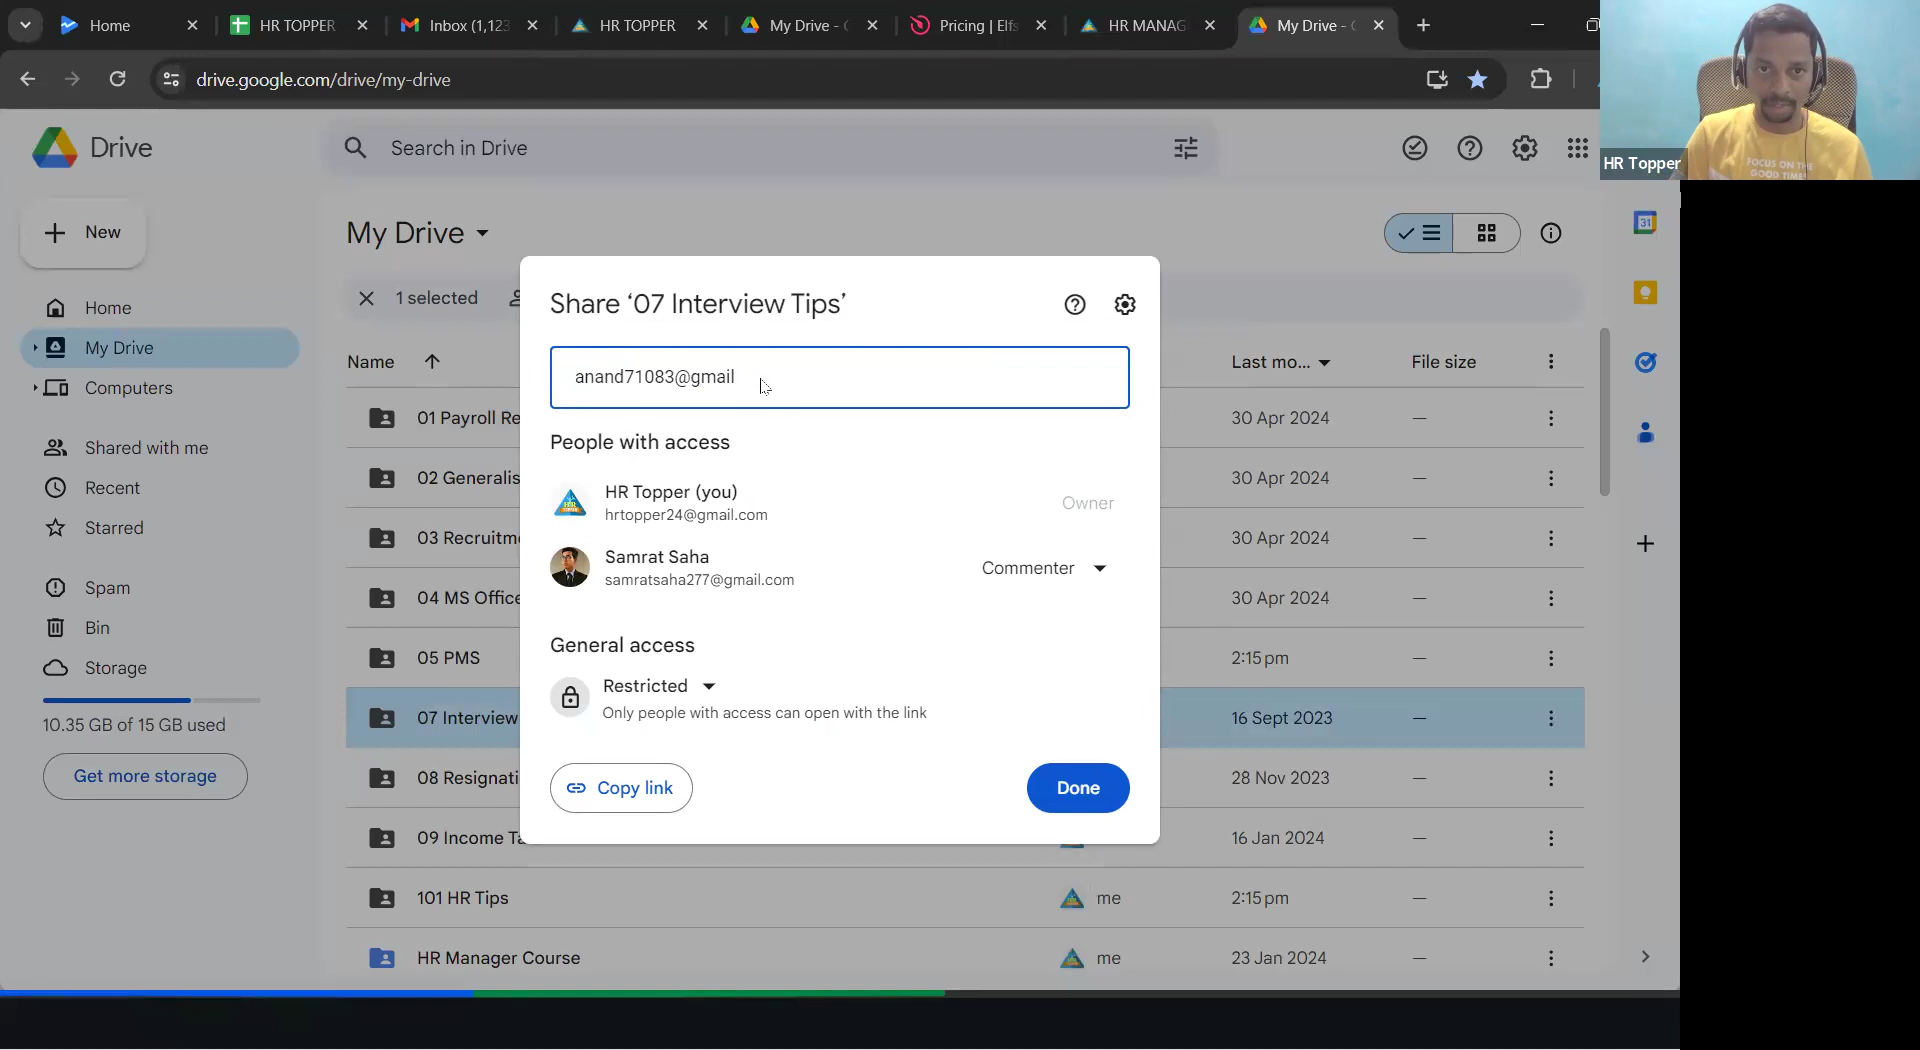 Home
HR TOPPER
Inbox (1,123
HR TOPPER
My Drive - 
Pricing | Elfs
HR MANAG
My Drive - 
drive.google.com/drive/my-drive
HR Topper
FOCUS ON THE
GOOD TIMES
Drive
Search in Drive
New
My Drive
1 selected
Home
My Drive
Computers
Shared with me
Recent
Starred
Spam
Bin
Storage
10.35 GB of 15 GB used
Get more storage
Name
Last mo...
File size
01 Payroll Re
30 Apr 2024
—
02 Generalis
30 Apr 2024
—
03 Recruitm
30 Apr 2024
—
04 MS Office
30 Apr 2024
—
05 PMS
2:15 pm
—
07 Interview
16 Sept 2023
—
08 Resignati
28 Nov 2023
—
09 Income Ta
16 Jan 2024
—
101 HR Tips
me
2:15 pm
—
HR Manager Course
me
23 Jan 2024
—
Share ‘07 Interview Tips’
anand71083@gmail
People with access
HR Topper (you)
hrtopper24@gmail.com
Owner
Samrat Saha
samratsaha277@gmail.com
Commenter
General access
Restricted
Only people with access can open with the link
Copy link
Done
31